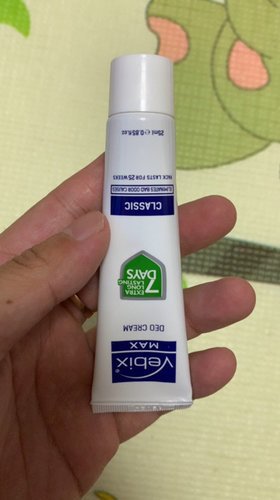 vebix®
MAX
DEO CREAM
7
DAYS
EXTRA
LONG
LASTING
CLASSIC
ELIMINATES BAD ODOR CAUSES
PACK LASTS FOR 25 WEEKS
25ml e 0.85fl.oz.